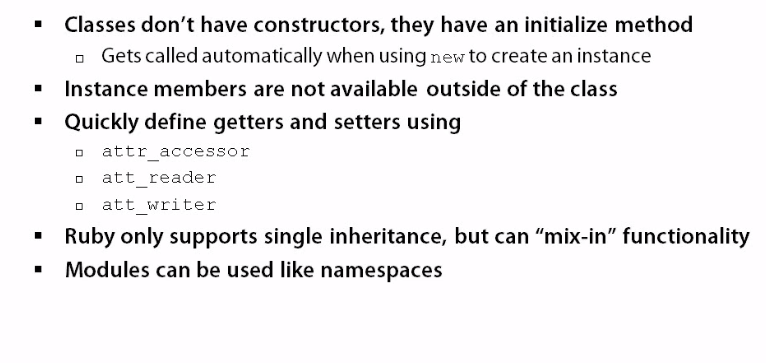 Classes don’t have constructors, they have an initialize method
Gets called automatically when using new to create an instance
Instance members are not available outside of the class
Quickly define getters and setters using
attr_accessor
att_reader
att_writer
Ruby only supports single inheritance, but can “mix-in” functionality
Modules can be used like namespaces